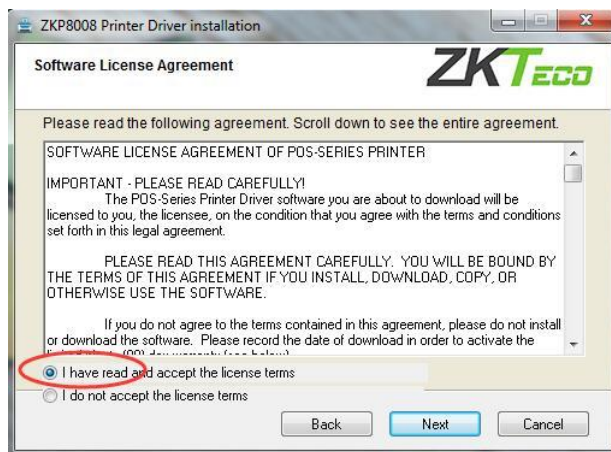 ZKP8008 Printer Driver installation
Software License Agreement
ZKTECO
Please read the following agreement. Scroll down to see the entire agreement.
SOFTWARE LICENSE AGREEMENT OF POS-SERIES PRINTER
IMPORTANT - PLEASE READ CAREFULLY!
The POS-Series Printer Driver software you are about to download will be
licensed to you, the licensee, on the condition that you agree with the terms and conditions
set forth in this legal agreement.
PLEASE READ THIS AGREEMENT CAREFULLY. YOU WILL BE BOUND BY
THE TERMS OF THIS AGREEMENT IF YOU INSTALL, DOWNLOAD, COPY, OR
OTHERWISE USE THE SOFTWARE.
If you do not agree to the terms contained in this agreement, please do not install
or download the software. Please record the date of download in order to activate the
(90) day warranty (see below)
I have read and accept the license terms
I do not accept the license terms
Back Next Cancel